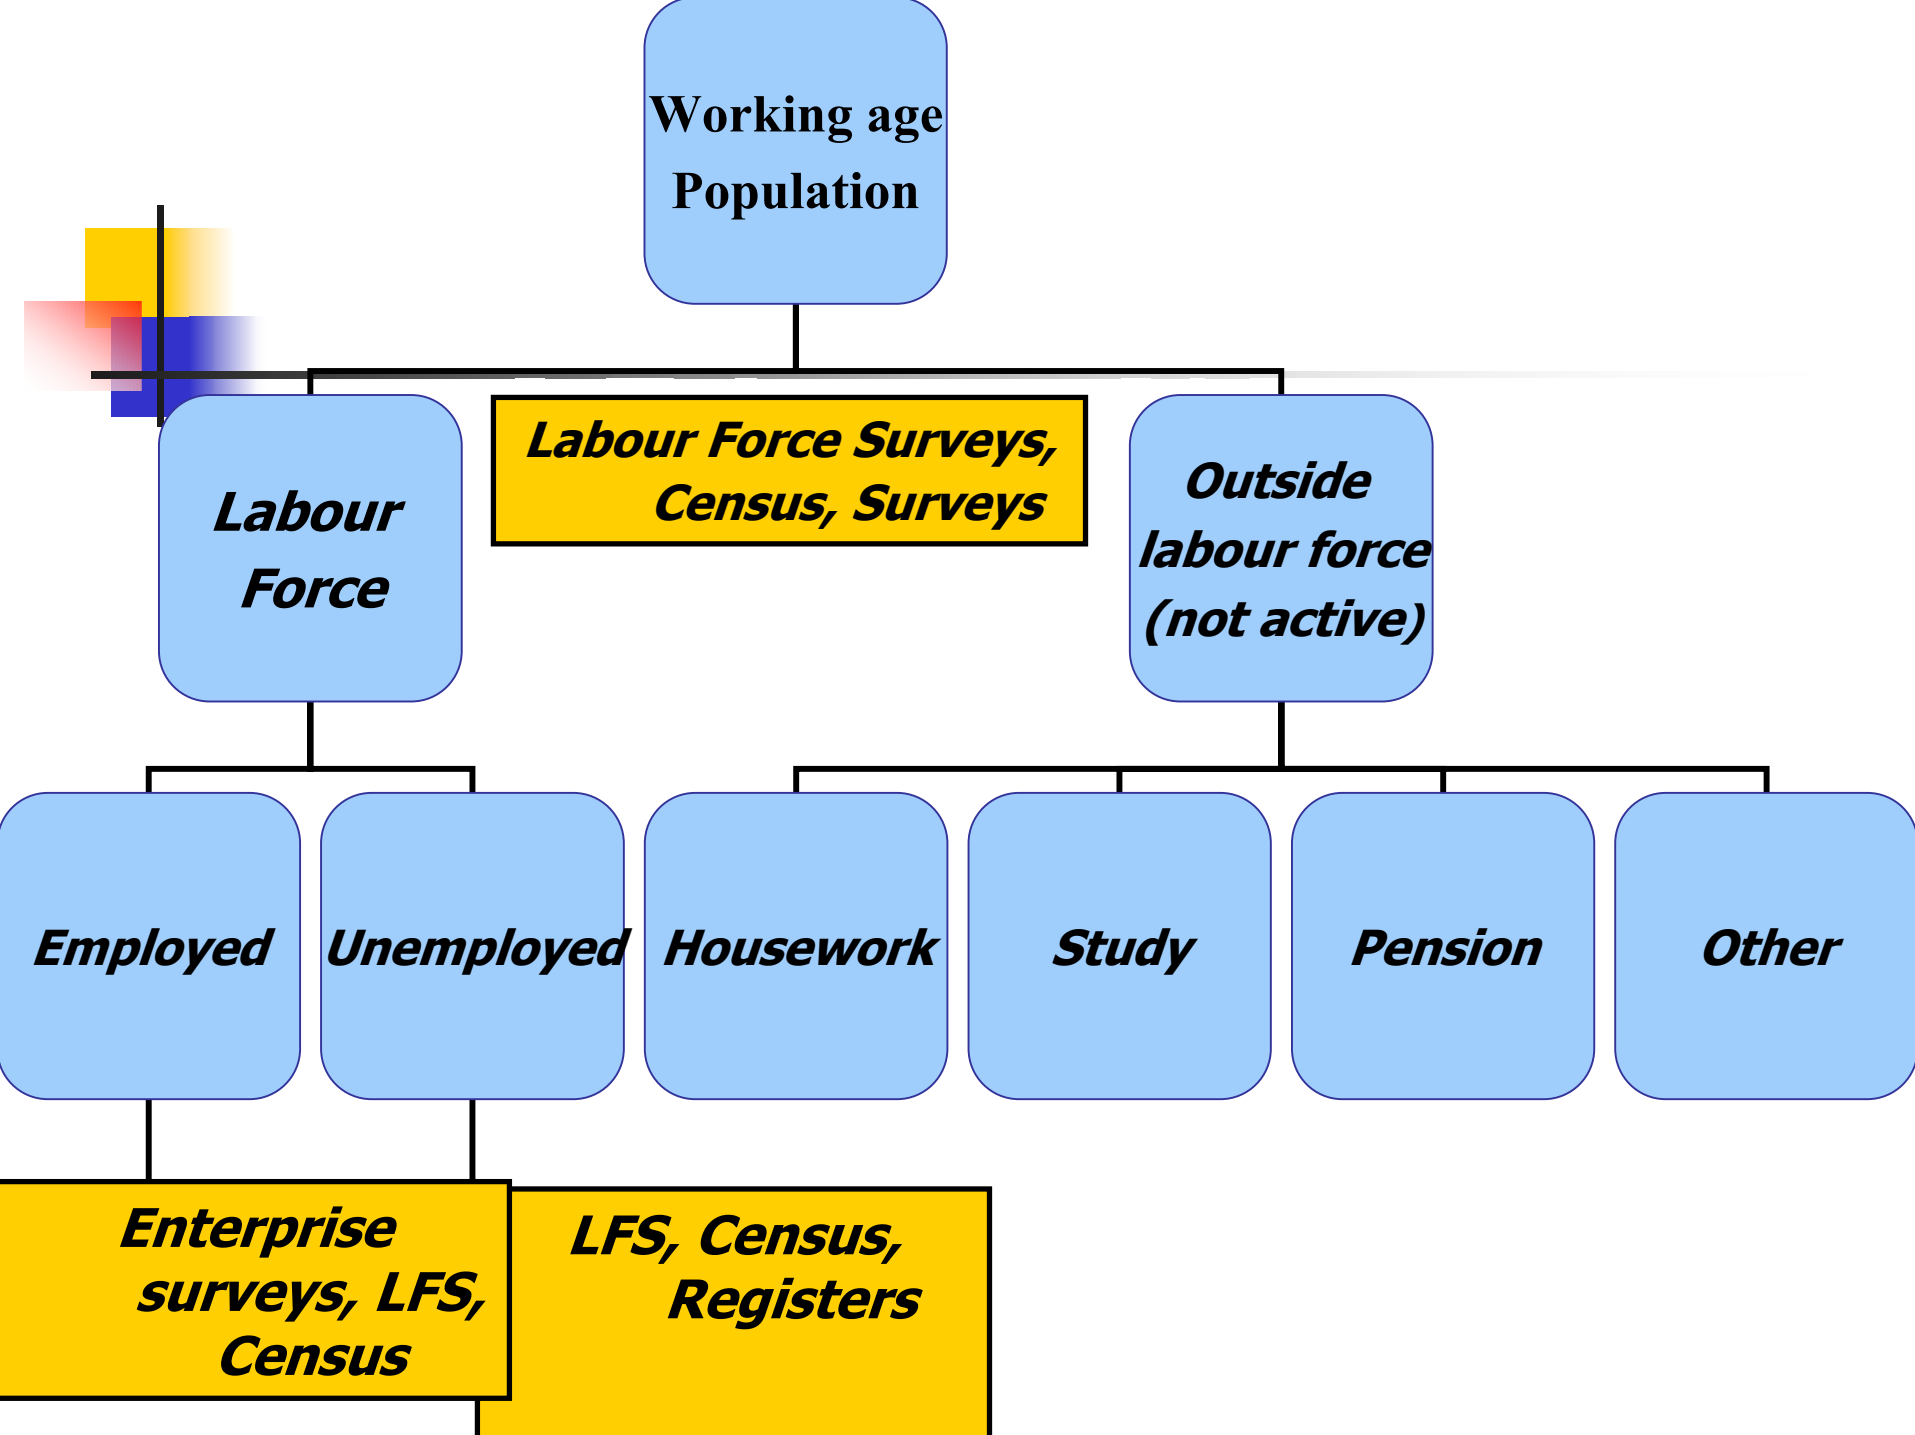 Working age
Population
Labour
Force
Labour Force Surveys,
Census, Surveys
Outside
labour force
(not active)
Employed
Unemployed
Housework
Study
Pension
Other
Enterprise
surveys, LFS,
Census
LFS, Census,
Registers